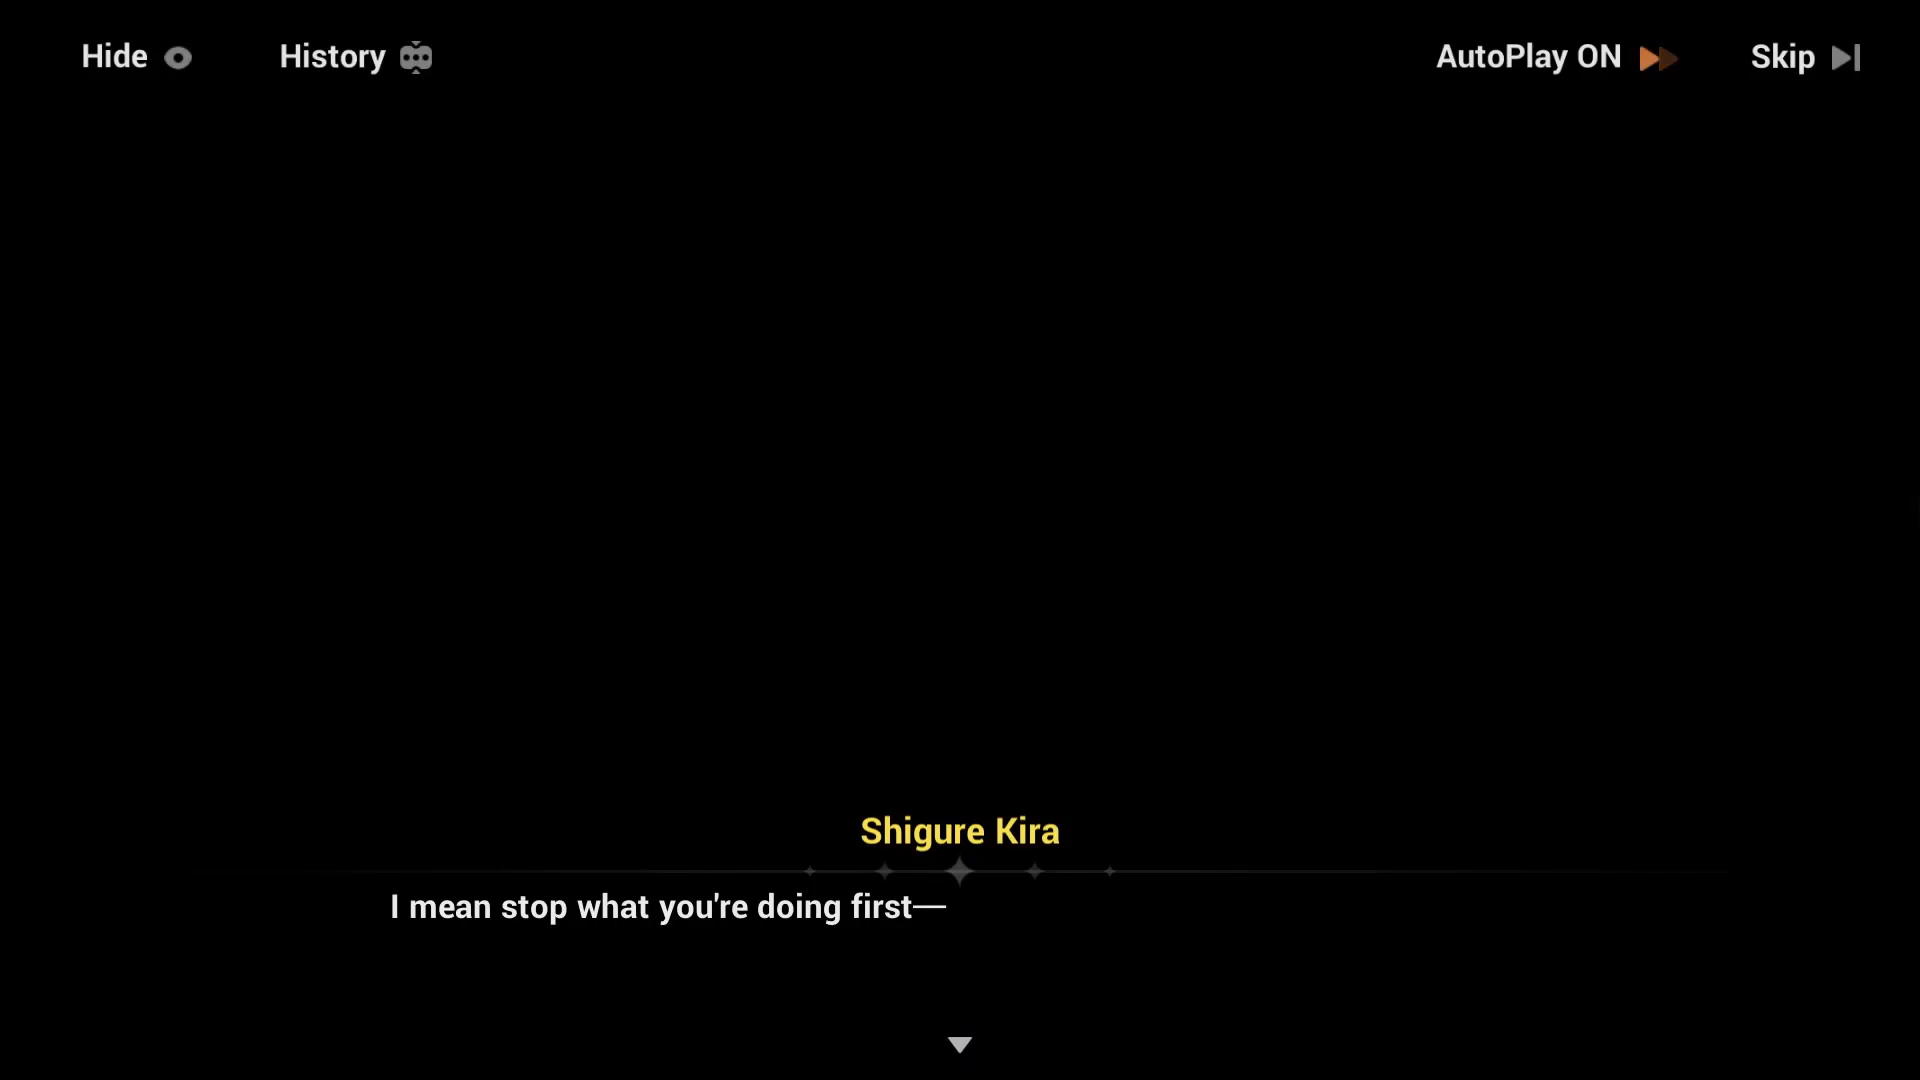 Hide
History
AutoPlay ON
Skip
Shigure Kira
I mean stop what you're doing first—